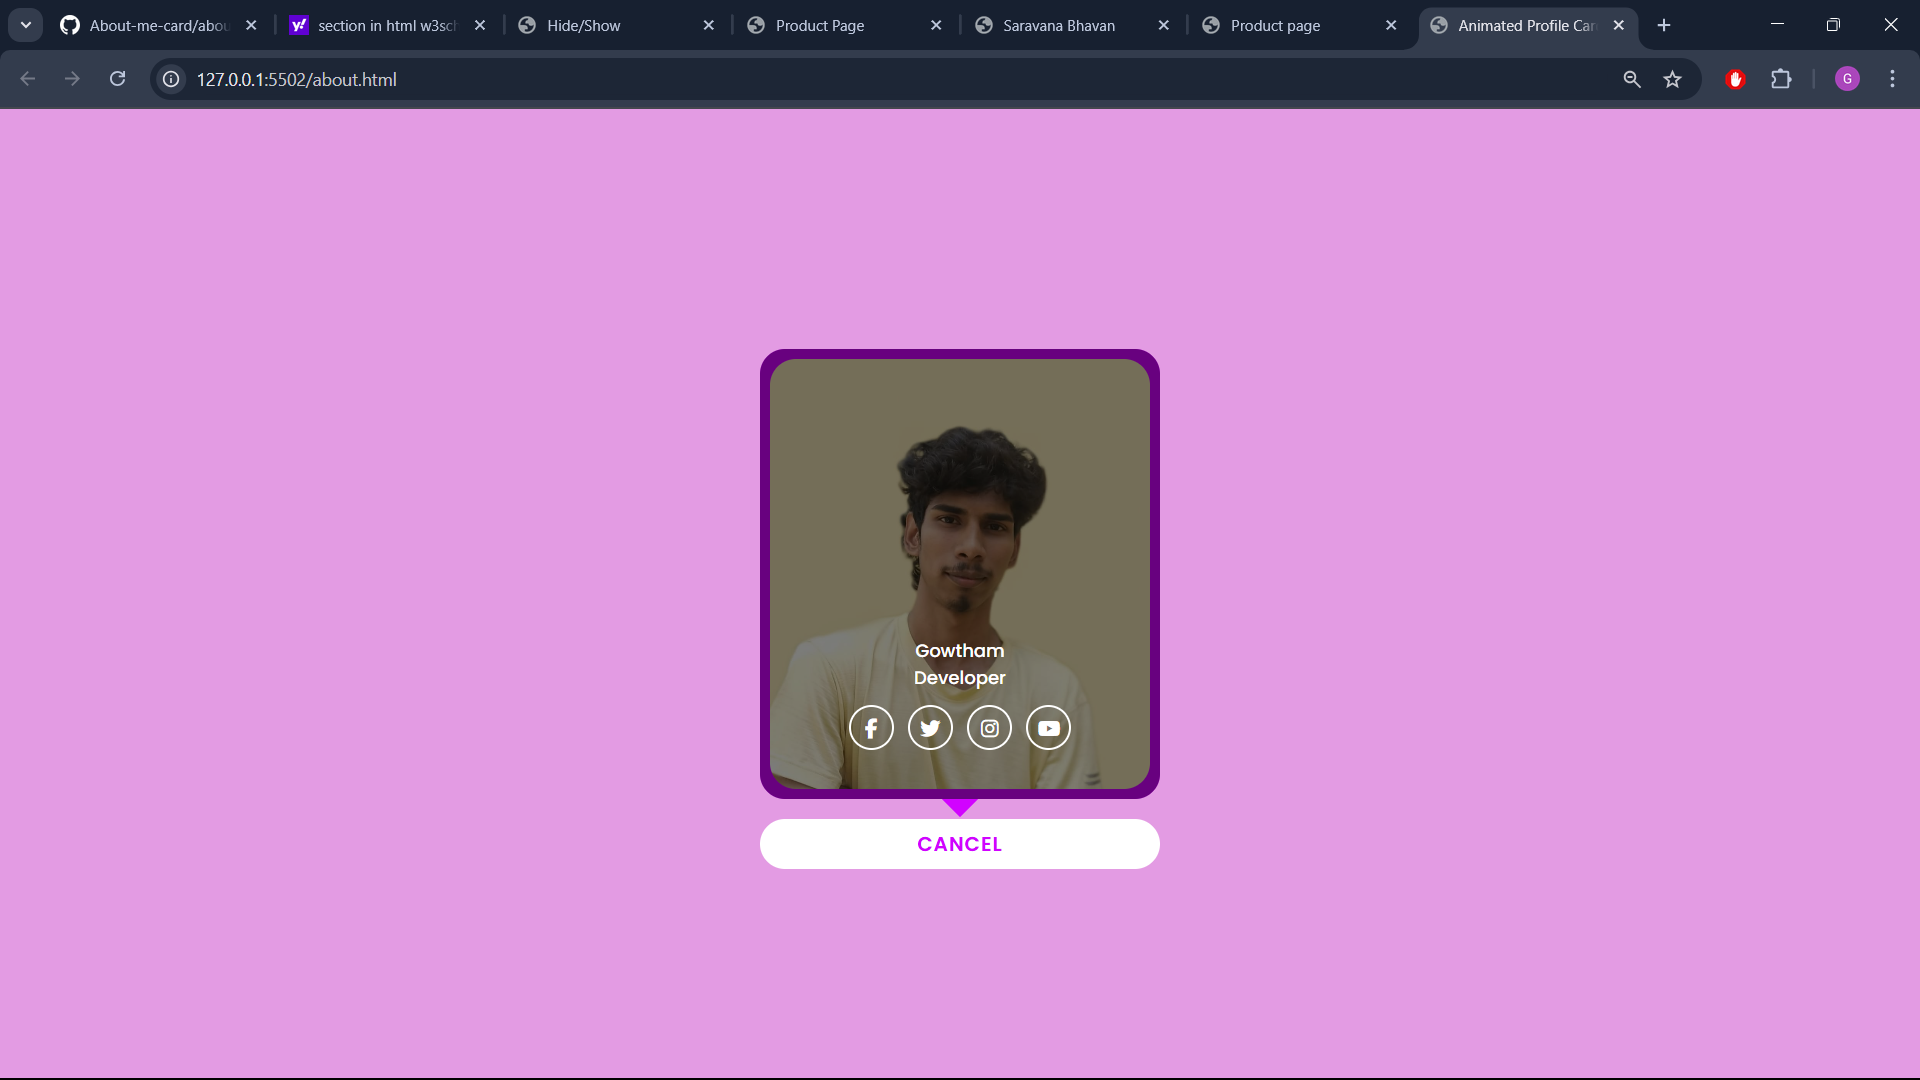 About-me-card/abou
section in html w3sch
Hide/Show
Product Page
Saravana Bhavan
Product page
Animated Profile Car
127.0.0.1:5502/about.html
G
Gowtham
Developer
CANCEL